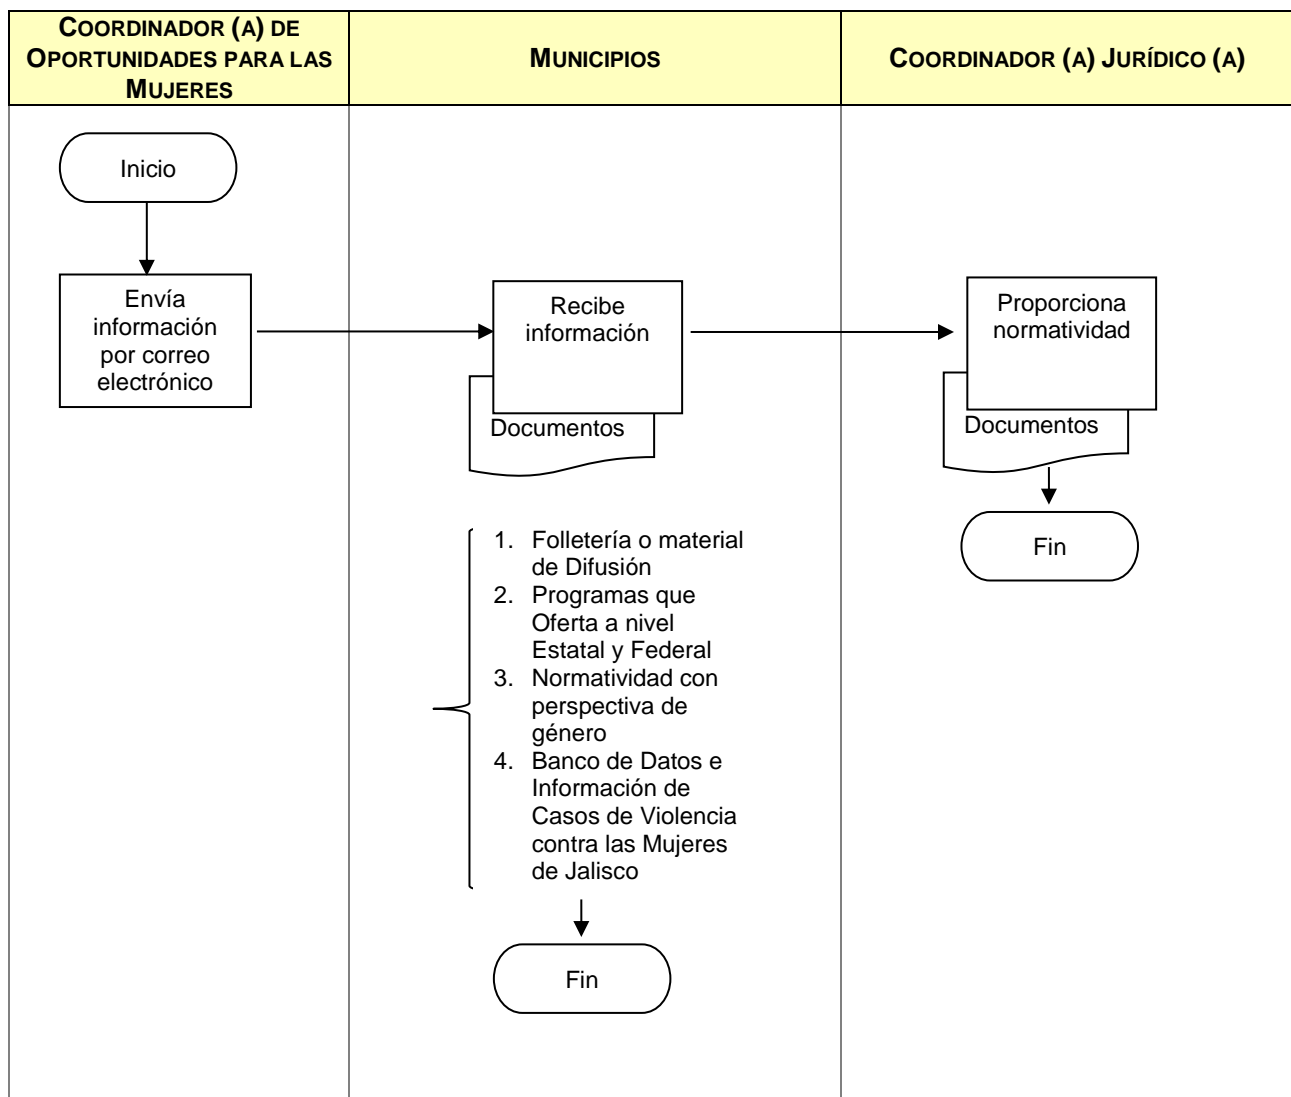 COORDINADOR (A) DE
OPORTUNIDADES PARA LAS
MUJERES
MUNICIPIOS
COORDINADOR (A) JURÍDICO (A)
Inicio
Envía
información
por correo
electrónico
Recibe
información
Documentos
Proporciona
normatividad
Documentos
Fin
1. Folletería o material
de Difusión
2. Programas que
Oferta a nivel
Estatal y Federal
3. Normatividad con
perspectiva de
género
4. Banco de Datos e
Información de
Casos de Violencia
contra las Mujeres
de Jalisco
Fin